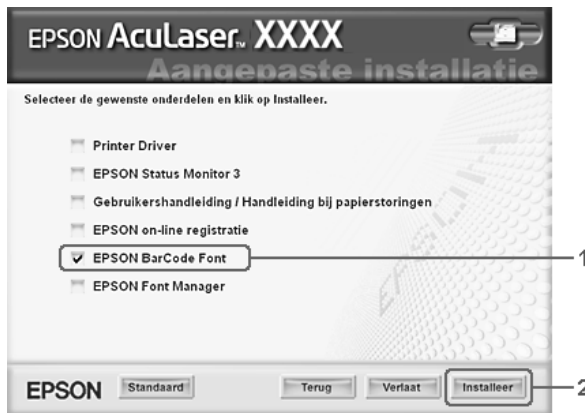 EPSON AcuLaser™ XXXX
Aangepaste installatie
Selecteer de gewenste onderdelen en klik op Installeer.
Printer Driver
EPSON Status Monitor 3
Gebruikershandleiding / Handleiding bij papierstoringen
EPSON on-line registratie
EPSON BarCode Font
1
EPSON Font Manager
EPSON
EPSON Standaard Terug Verlaat Installeer
2